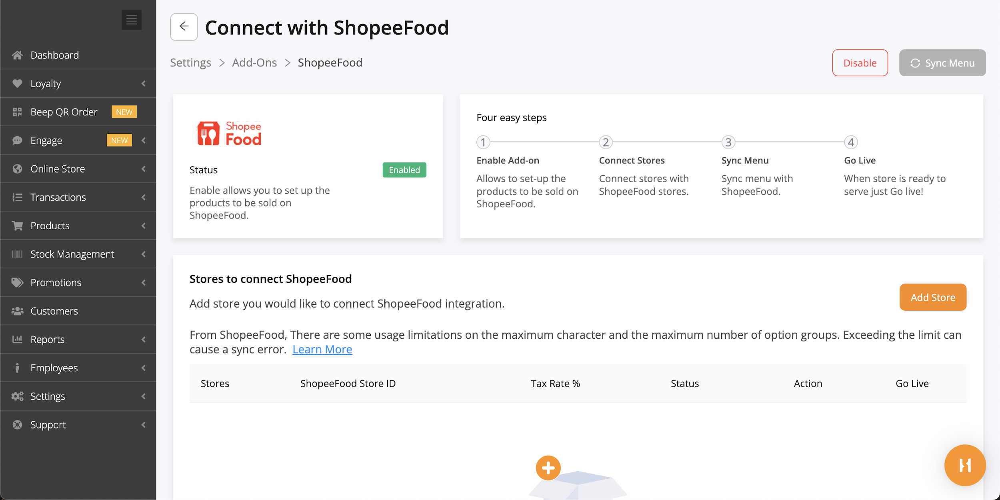 Connect with ShopeeFood
Settings > Add-Ons > ShopeeFood
Disable
Sync Menu
Dashboard
Loyalty
Beep QR Order NEW
Engage NEW
Online Store
Transactions
Products
Stock Management
Promotions
Customers
Reports
Employees
Settings
Support
Shopee
Food
Status
Enabled
Enable allows you to set up the
products to be sold on
ShopeeFood.
Four easy steps
1
Enable Add-on
Allows to set-up the
products to be sold on
ShopeeFood.
2
Connect Stores
Connect stores with
ShopeeFood stores.
3
Sync Menu
Sync menu with
ShopeeFood.
4
Go Live
When store is ready to
serve just Go live!
Stores to connect ShopeeFood
Add store you would like to connect ShopeeFood integration.
Add Store
From ShopeeFood, There are some usage limitations on the maximum character and the maximum number of option groups. Exceeding the limit can
cause a sync error. Learn More
Stores ShopeeFood Store ID Tax Rate % Status Action Go Live